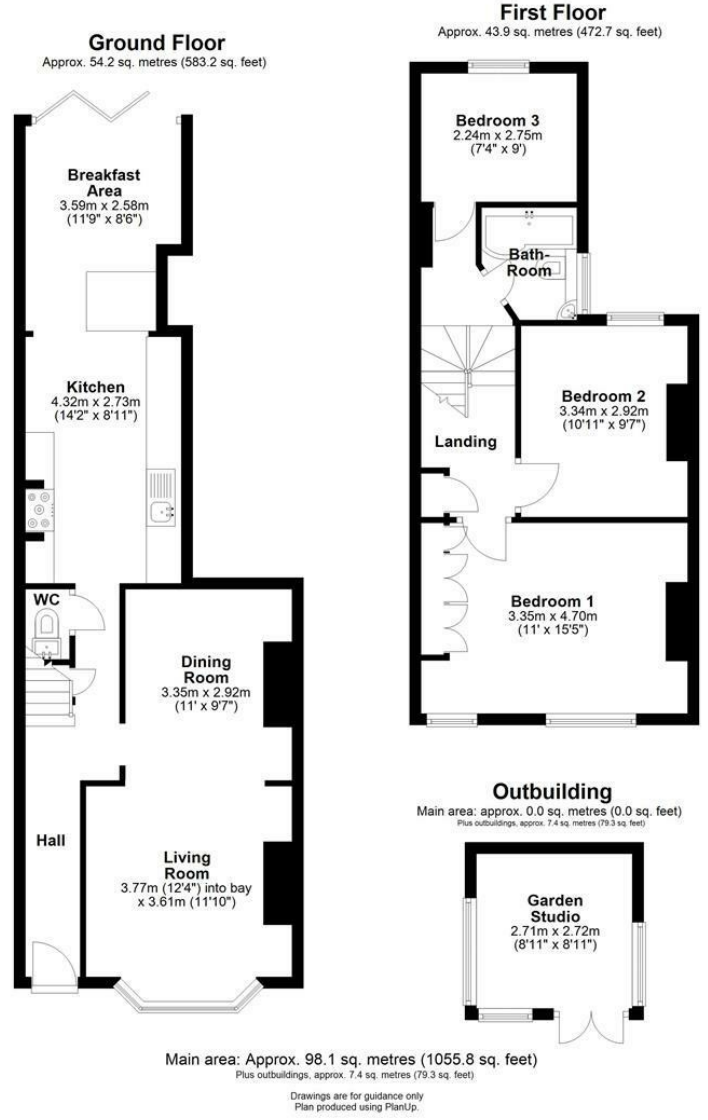 Ground Floor
Approx. 54.2 sq. metres (583.2 sq. feet)
Breakfast
Area
3.59m x 2.58m
(11'9" x 8'6")
Kitchen
4.32m x 2.73m
(14'2" x 8'11")
WC
Dining
Room
3.35m x 2.92m
(11' x 9'7")
Hall
Living
Room
3.77m (12'4") into bay
x 3.61m (11'10")
First Floor
Approx. 43.9 sq. metres (472.7 sq. feet)
Bedroom 3
2.24m x 2.75m
(7'4" x 9')
Bath-
Room
Bedroom 2
3.34m x 2.92m
(10'11" x 9'7")
Landing
Bedroom 1
3.35m x 4.70m
(11' x 15'5")
Outbuilding
Main area: approx. 0.0 sq. metres (0.0 sq. feet)
Plus outbuildings, approx. 7.4 sq. metres (79.3 sq. feet)
Garden
Studio
2.71m x 2.72m
(8'11" x 8'11")
Main area: Approx. 98.1 sq. metres (1055.8 sq. feet)
Plus outbuildings, approx. 7.4 sq. metres (79.3 sq. feet)
Drawings are for guidance only
Plan produced using PlanUp.